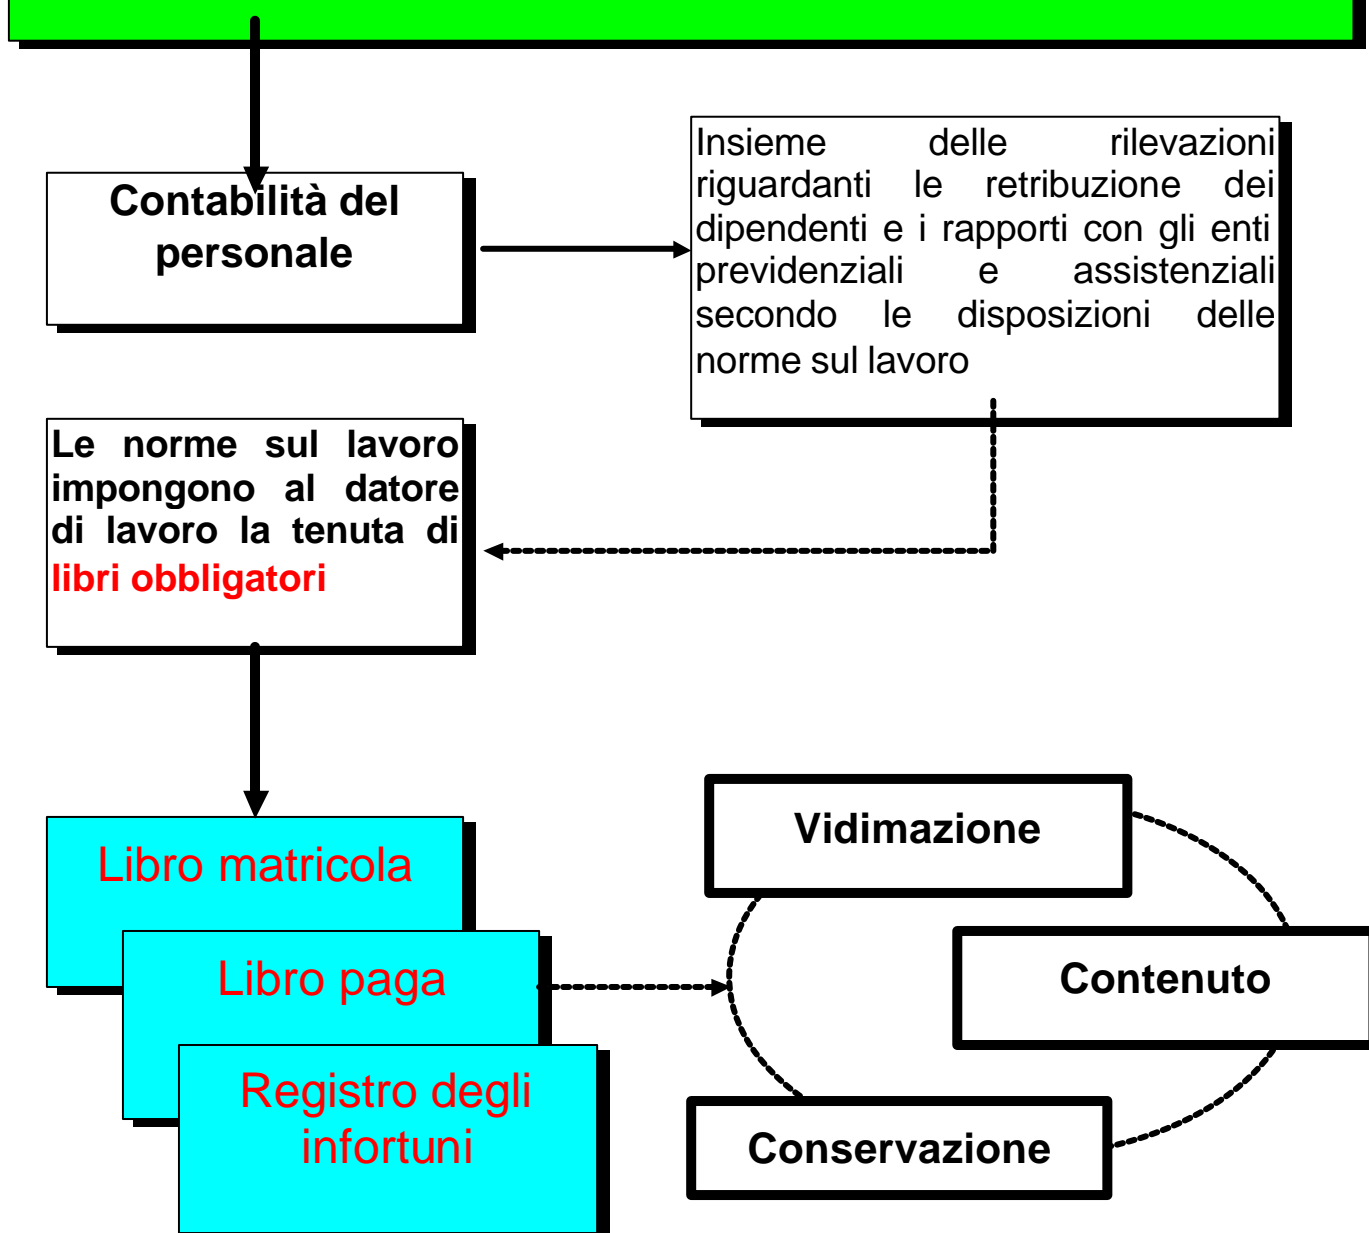 Contabilità del
personale
Insieme delle rilevazioni
riguardanti le retribuzione dei
dipendenti e i rapporti con gli enti
previdenziali e assistenziali
secondo le disposizioni delle
norme sul lavoro
Le norme sul lavoro
impongono al datore
di lavoro la tenuta di
libri obbligatori
Libro matricola
Libro paga
Registro degli
infortuni
Vidimazione
Contenuto
Conservazione